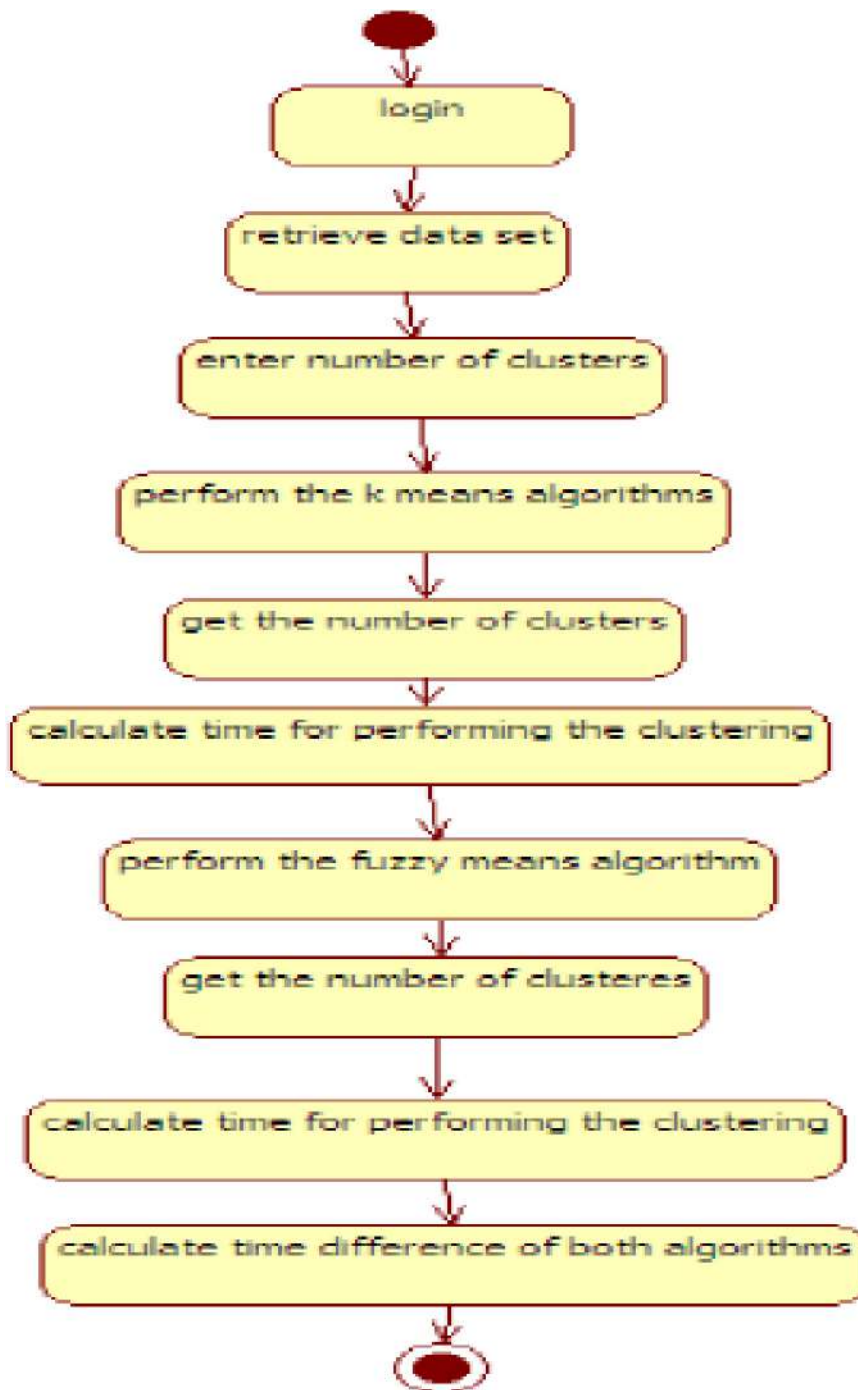 login
retrieve data set
enter number of clusters
perform the k means algorithms
get the number of clusters
calculate time for performing the clustering
perform the fuzzy means algorithm
get the number of clusteres
calculate time for performing the clustering
calculate time difference of both algorithms